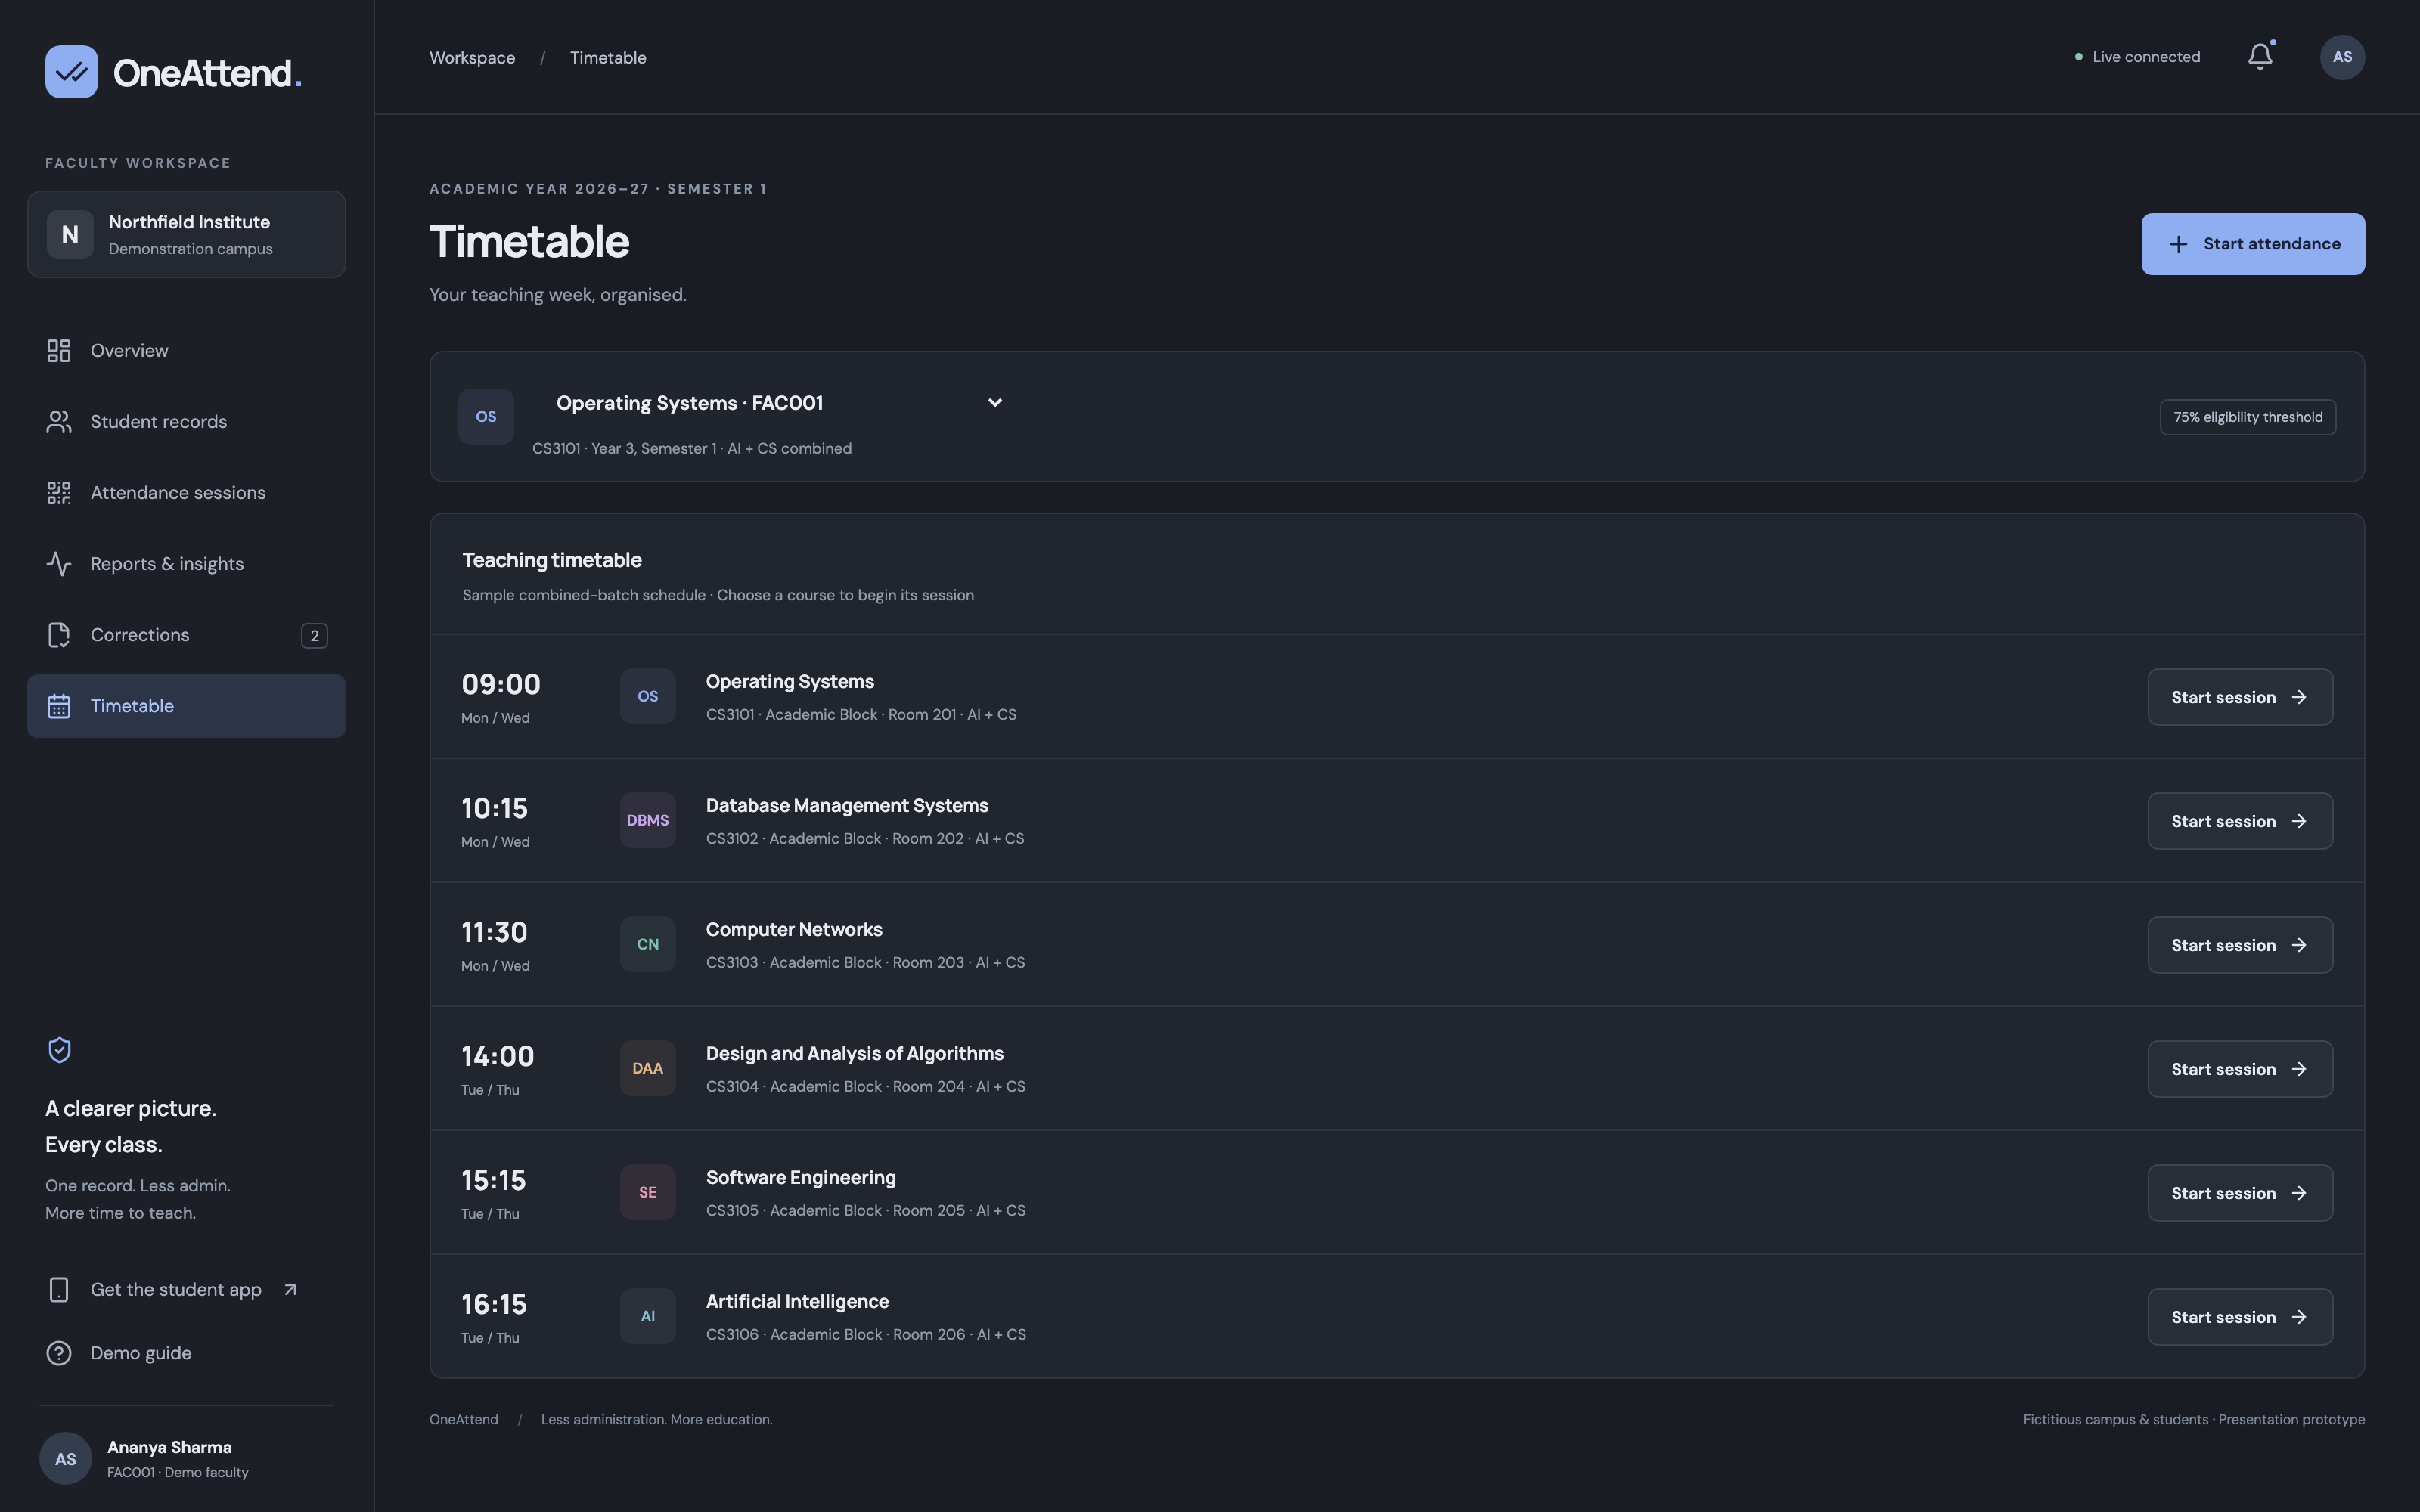 OneAttend.
FACULTY WORKSPACE
N
Northfield Institute
Demonstration campus
Overview
Student records
Attendance sessions
Reports & insights
Corrections
2
Timetable
A clearer picture.
Every class.
One record. Less admin.
More time to teach.
Get the student app
Demo guide
AS
Ananya Sharma
FAC001 · Demo faculty
Workspace / Timetable
Live connected
AS
ACADEMIC YEAR 2026–27 · SEMESTER 1
Timetable
Your teaching week, organised.
Start attendance
OS
Operating Systems · FAC001
CS3101 · Year 3, Semester 1 · AI + CS combined
75% eligibility threshold
Teaching timetable
Sample combined-batch schedule · Choose a course to begin its session
09:00
Mon / Wed
OS
Operating Systems
CS3101 · Academic Block · Room 201 · AI + CS
Start session
10:15
Mon / Wed
DBMS
Database Management Systems
CS3102 · Academic Block · Room 202 · AI + CS
Start session
11:30
Mon / Wed
CN
Computer Networks
CS3103 · Academic Block · Room 203 · AI + CS
Start session
14:00
Tue / Thu
DAA
Design and Analysis of Algorithms
CS3104 · Academic Block · Room 204 · AI + CS
Start session
15:15
Tue / Thu
SE
Software Engineering
CS3105 · Academic Block · Room 205 · AI + CS
Start session
16:15
Tue / Thu
AI
Artificial Intelligence
CS3106 · Academic Block · Room 206 · AI + CS
Start session
OneAttend / Less administration. More education.
Fictitious campus & students · Presentation prototype